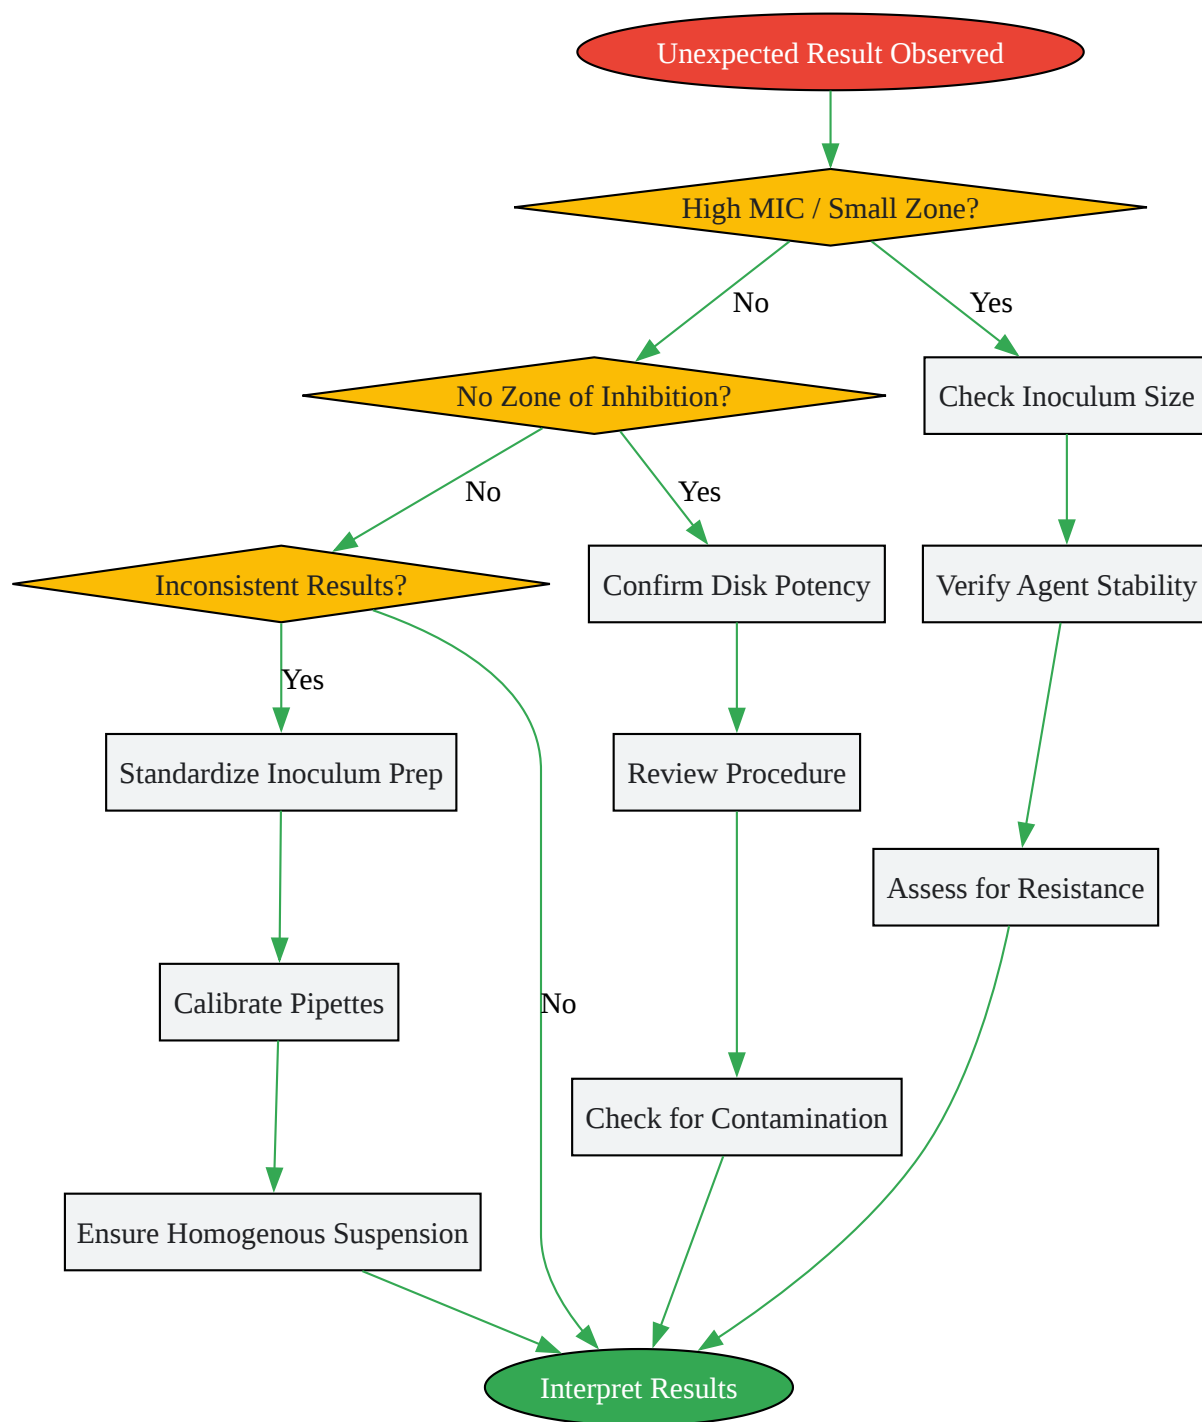 Unexpected Result Observed
High MIC / Small Zone?
No
Yes
No Zone of Inhibition?
Check Inoculum Size
No
Yes
Inconsistent Results?
Confirm Disk Potency
Verify Agent Stability
Yes
Standardize Inoculum Prep
Review Procedure
Assess for Resistance
Calibrate Pipettes
No
Check for Contamination
Ensure Homogenous Suspension
Interpret Results